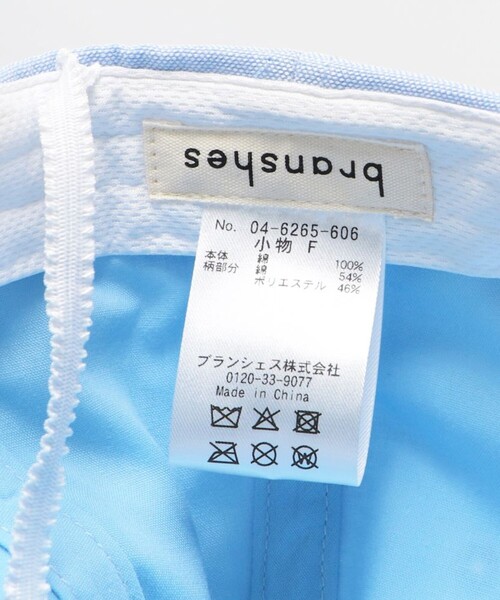 branshes
No. 04-6265-606
小物 F
本体 綿 100%
柄部分 綿 54%
ポリエステル 46%
ブランシェス株式会社
0120-33-9077
Made in China